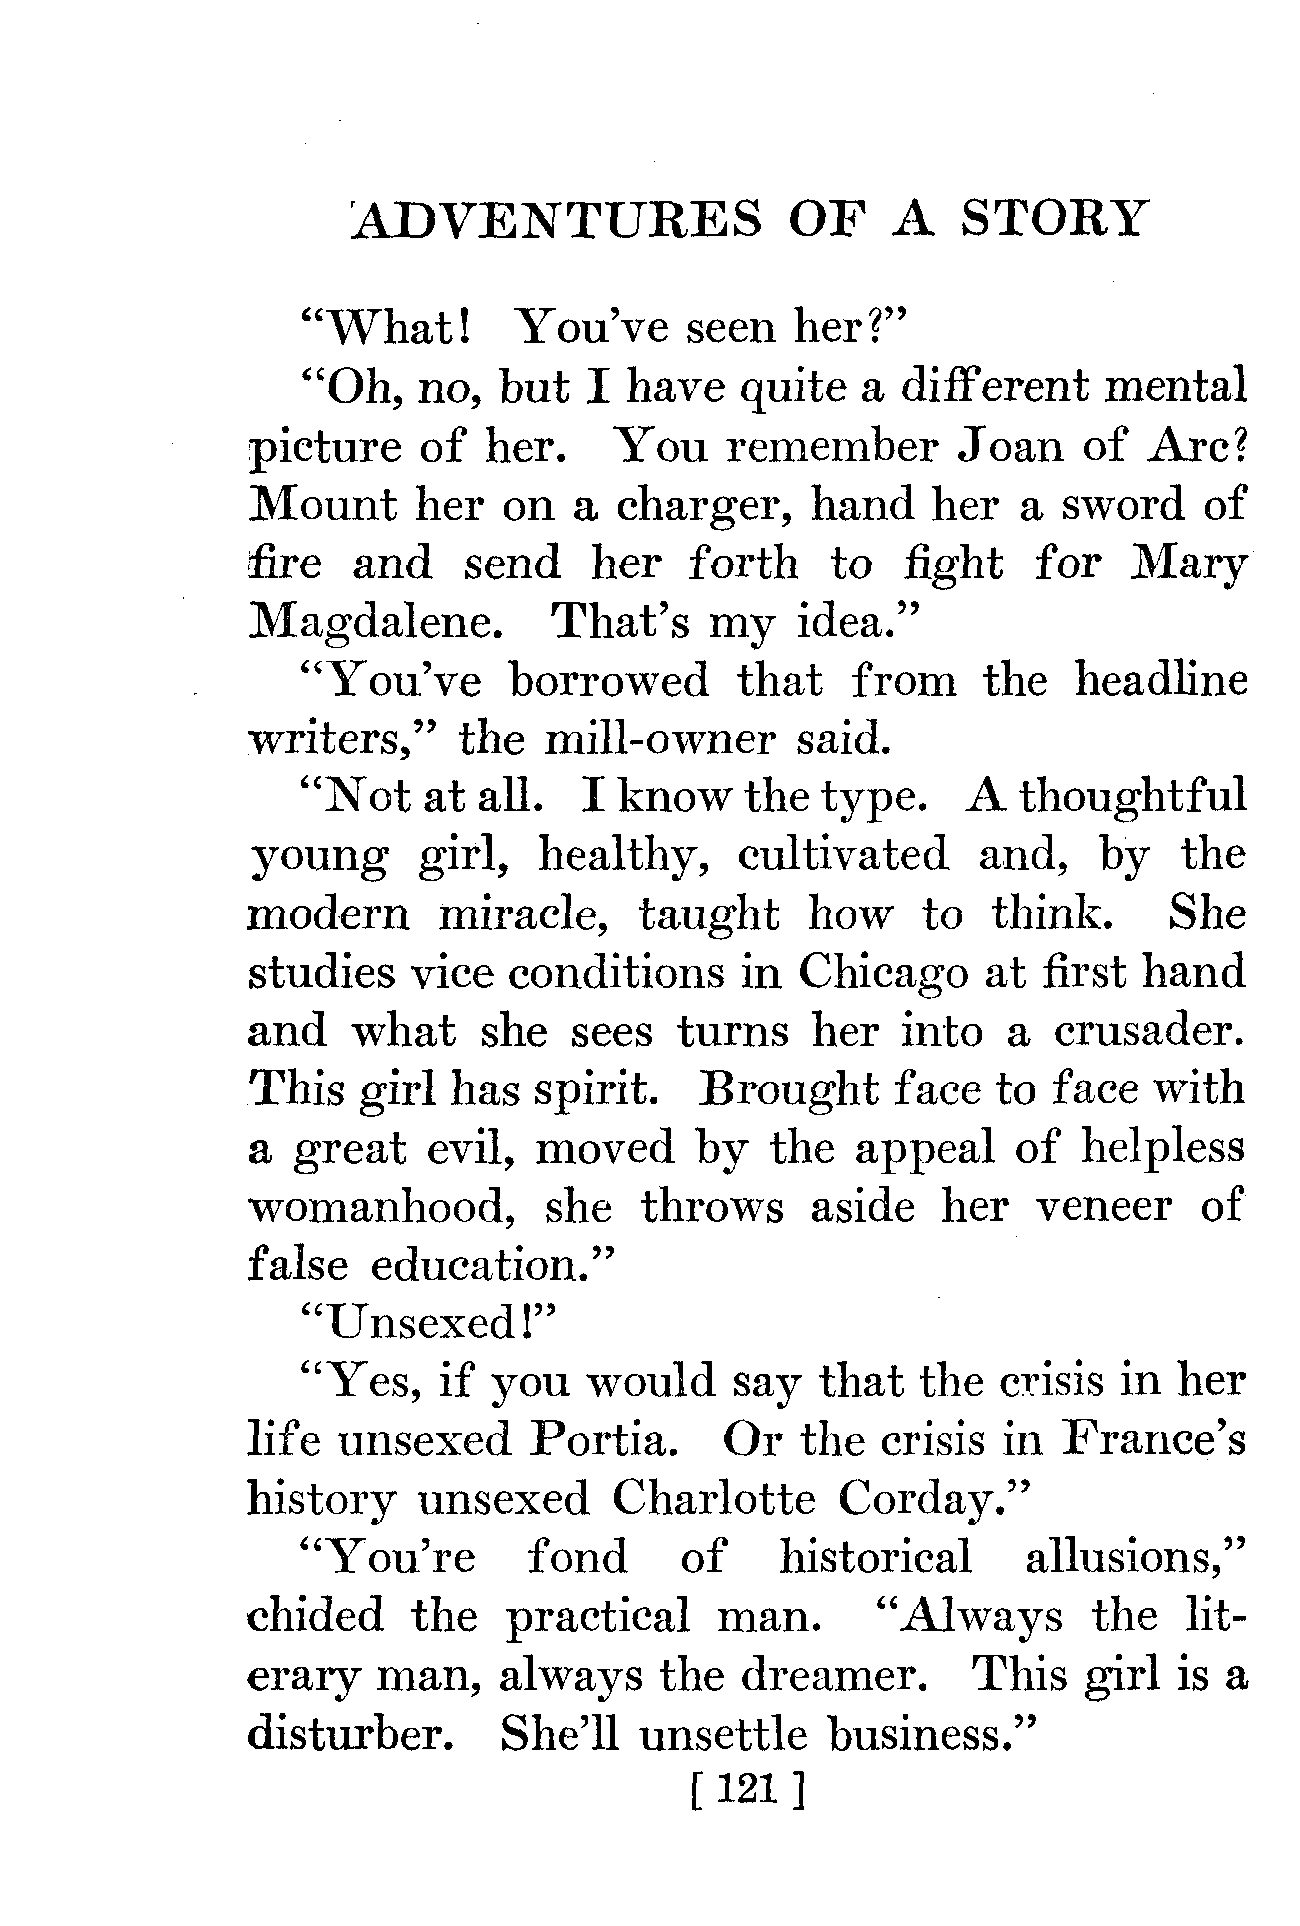 ADVENTURES OF A STORY
“What! You’ve seen her?”
“Oh, no, but I have quite a different mental
picture of her. You remember Joan of Arc?
Mount her on a charger, hand her a sword of
fire and send her forth to fight for Mary
Magdalene. That’s my idea.”
“You’ve borrowed that from the headline
writers,” the mill-owner said.
“Not at all. I know the type. A thoughtful
young girl, healthy, cultivated and, by the
modern miracle, taught how to think. She
studies vice conditions in Chicago at first hand
and what she sees turns her into a crusader.
This girl has spirit. Brought face to face with
a great evil, moved by the appeal of helpless
womanhood, she throws aside her veneer of
false education.”
“Unsexed!”
“Yes, if you would say that the crisis in her
life unsexed Portia. Or the crisis in France’s
history unsexed Charlotte Corday.”
“You’re fond of historical allusions,”
chided the practical man. “Always the lit-
erary man, always the dreamer. This girl is a
disturber. She’ll unsettle business.”
[ 121 ]